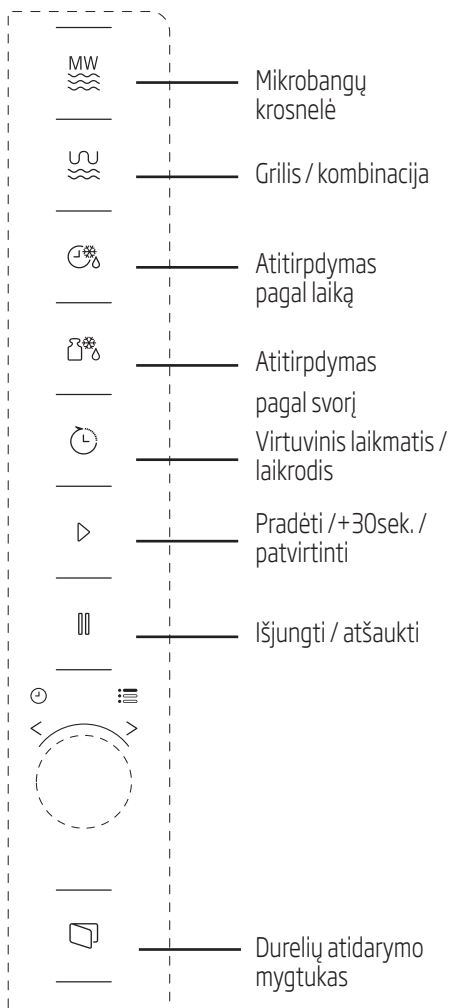 MW
Mikrobangų
krosnelė
Grilis / kombinacija
Atitirpdymas
pagal laiką
Atitirpdymas
pagal svorį
Virtuvinis laikmatis /
laikrodis
Pradėti /+30sek. /
patvirtinti
Išjungti / atšaukti
Durelių atidarymo
mygtukas